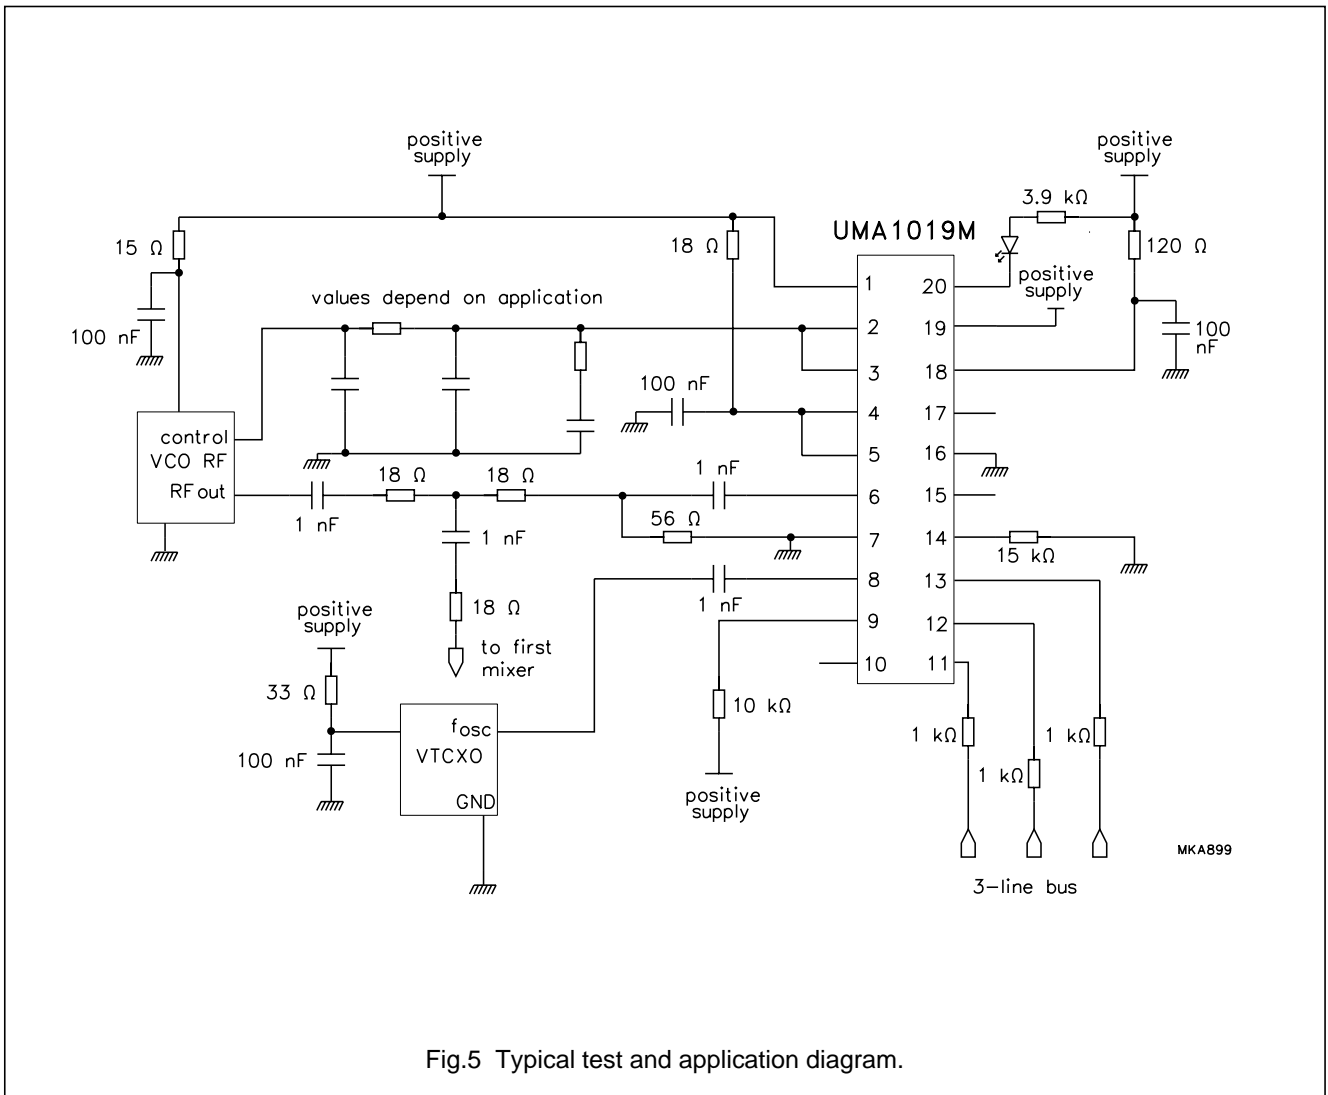 positive
supply
positive
supply
3.9 kΩ
UMA1019M
15 Ω
18 Ω
120 Ω
positive
supply
values depend on application
100 nF
100
nF
1
2
3
4
5
6
7
8
9
10
20
19
18
17
16
15
14
13
12
11
100 nF
control
VCO RF
RF out
18 Ω
18 Ω
1 nF
1 nF
1 nF
56 Ω
15 kΩ
1 nF
18 Ω
positive
supply
to first
mixer
33 Ω
10 kΩ
fosc
VTCXO
GND
100 nF
1 kΩ
1 kΩ
1 kΩ
positive
supply
MKA899
3-line bus
Fig.5 Typical test and application diagram.